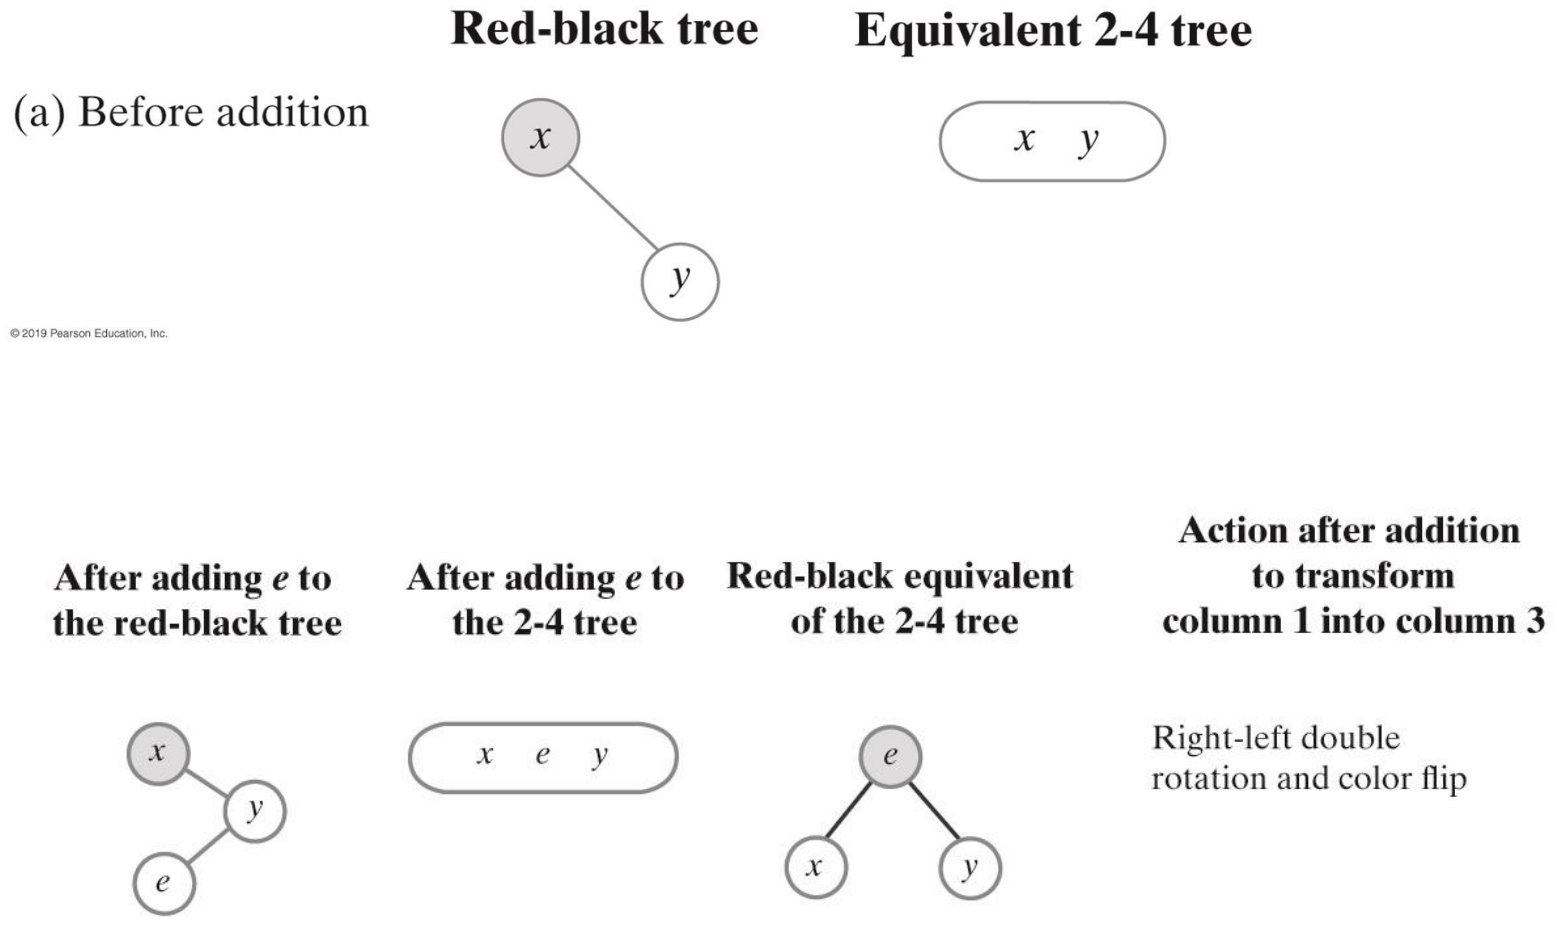 Red-black tree
Equivalent 2-4 tree
(a) Before addition
x
y
x y
© 2019 Pearson Education, Inc.
After adding e to
the red-black tree
After adding e to
the 2-4 tree
Red-black equivalent
of the 2-4 tree
Action after addition
to transform
column 1 into column 3
x
y
e
x e y
e
x
y
Right-left double
rotation and color flip